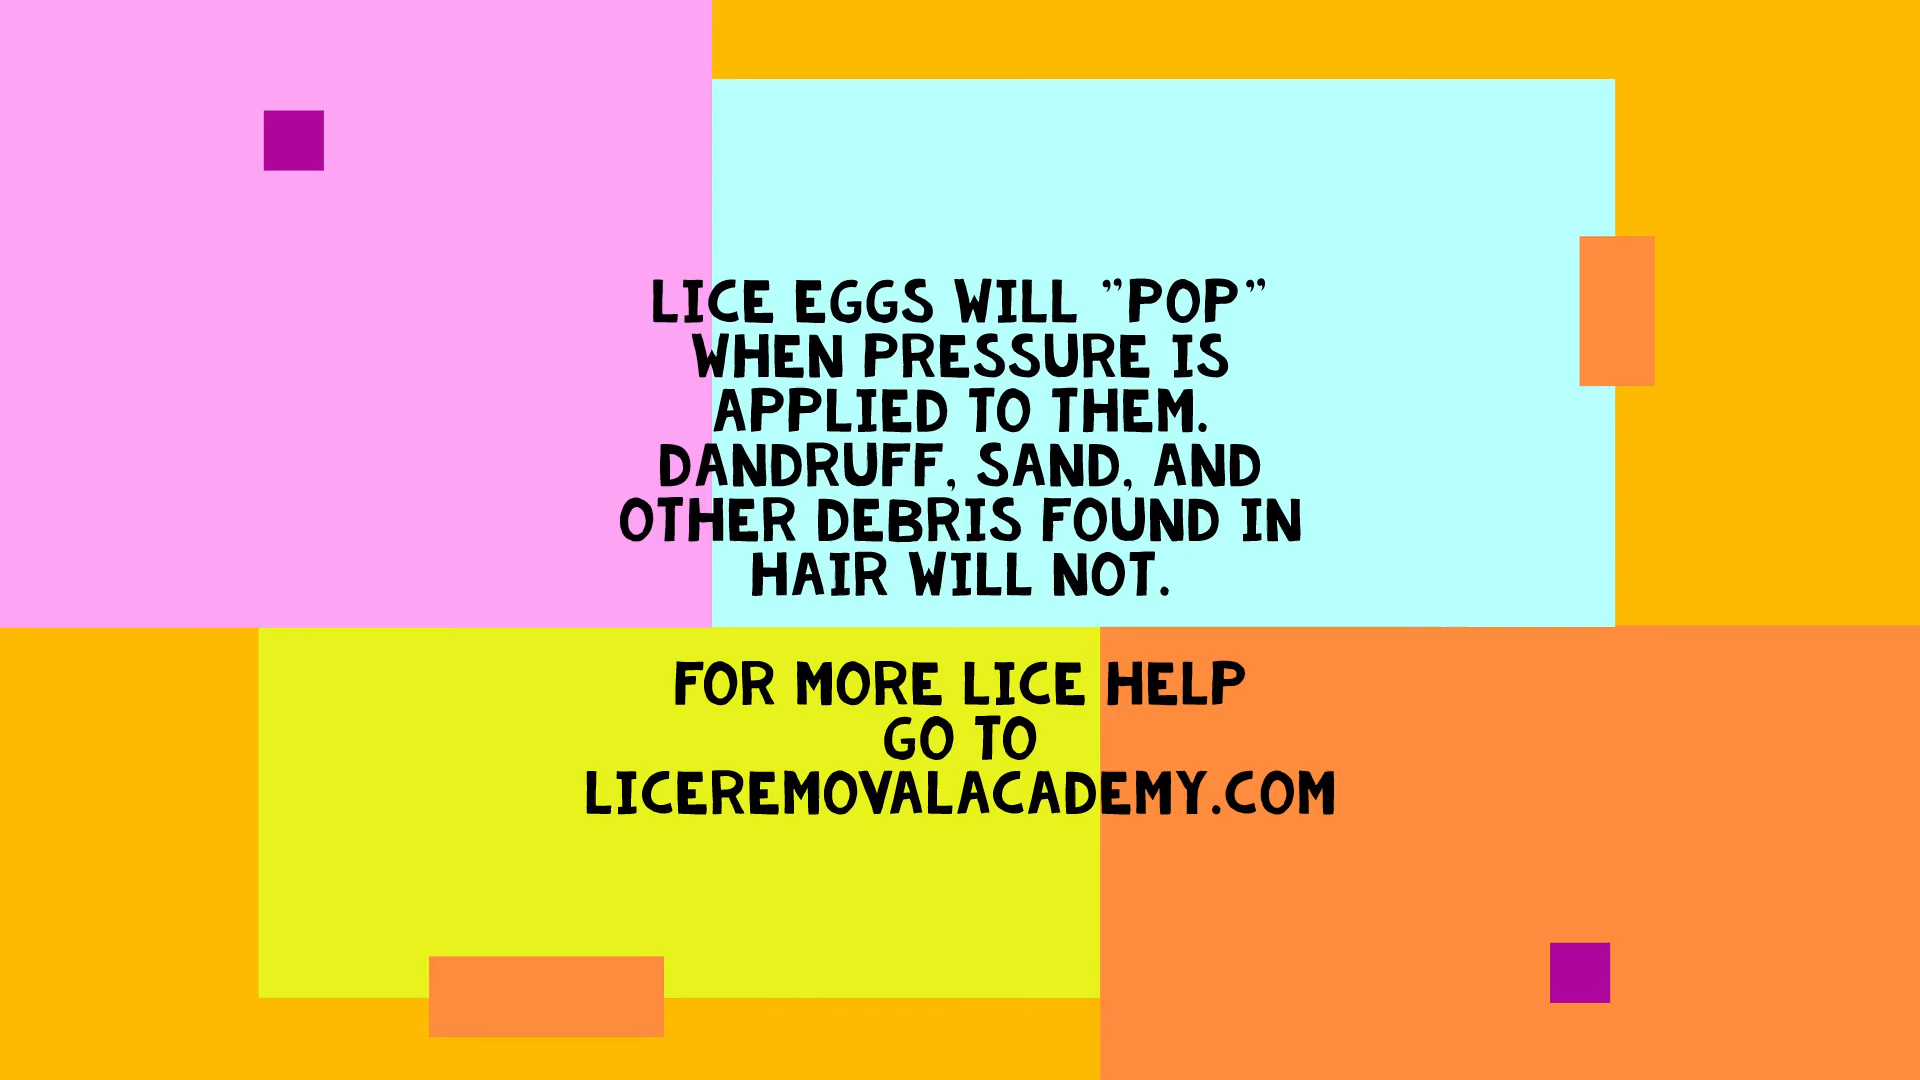 LICE EGGS WILL "POP"
WHEN PRESSURE IS
APPLIED TO THEM.
DANDRUFF, SAND, AND
OTHER DEBRIS FOUND IN
HAIR WILL NOT.
FOR MORE LICE HELP
GO TO
LICEREMOVALACADEMY.COM